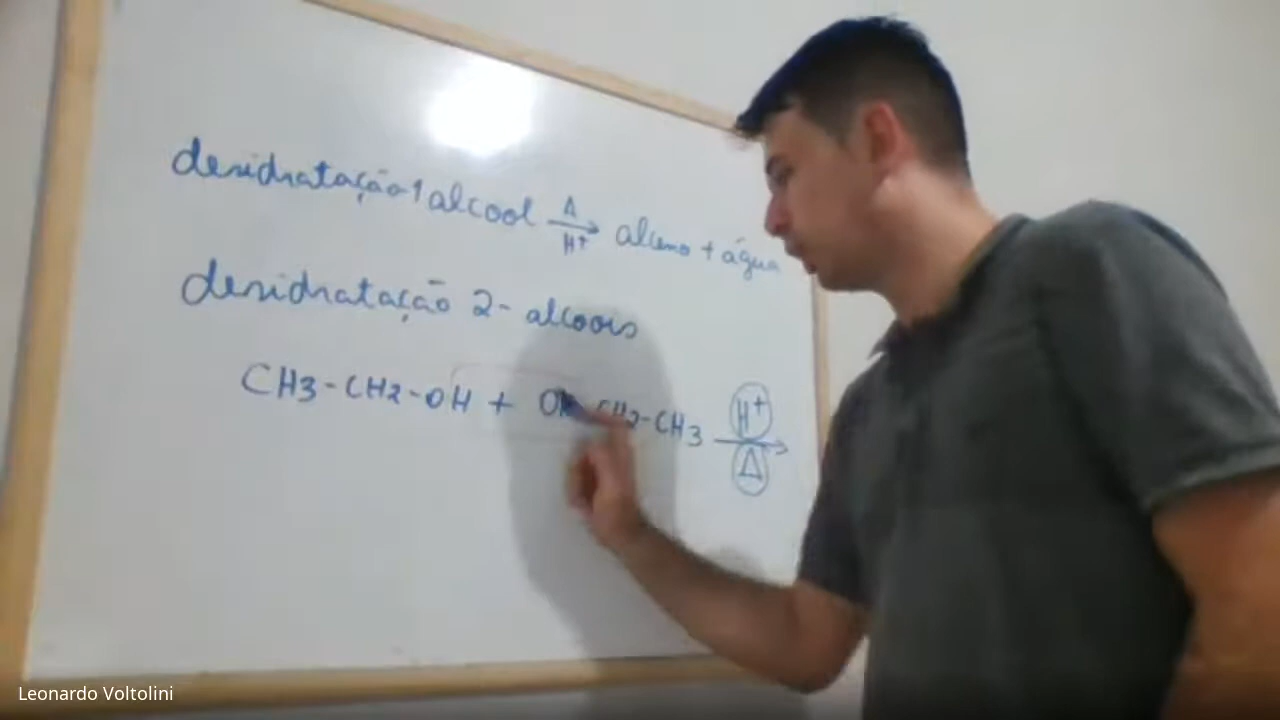 desidratação 1 alcool Δ→H+ alceno + água
desidratação 2 - alcoois
CH3-CH2-OH + CH2-CH3 H+→Δ
Leonardo Voltolini